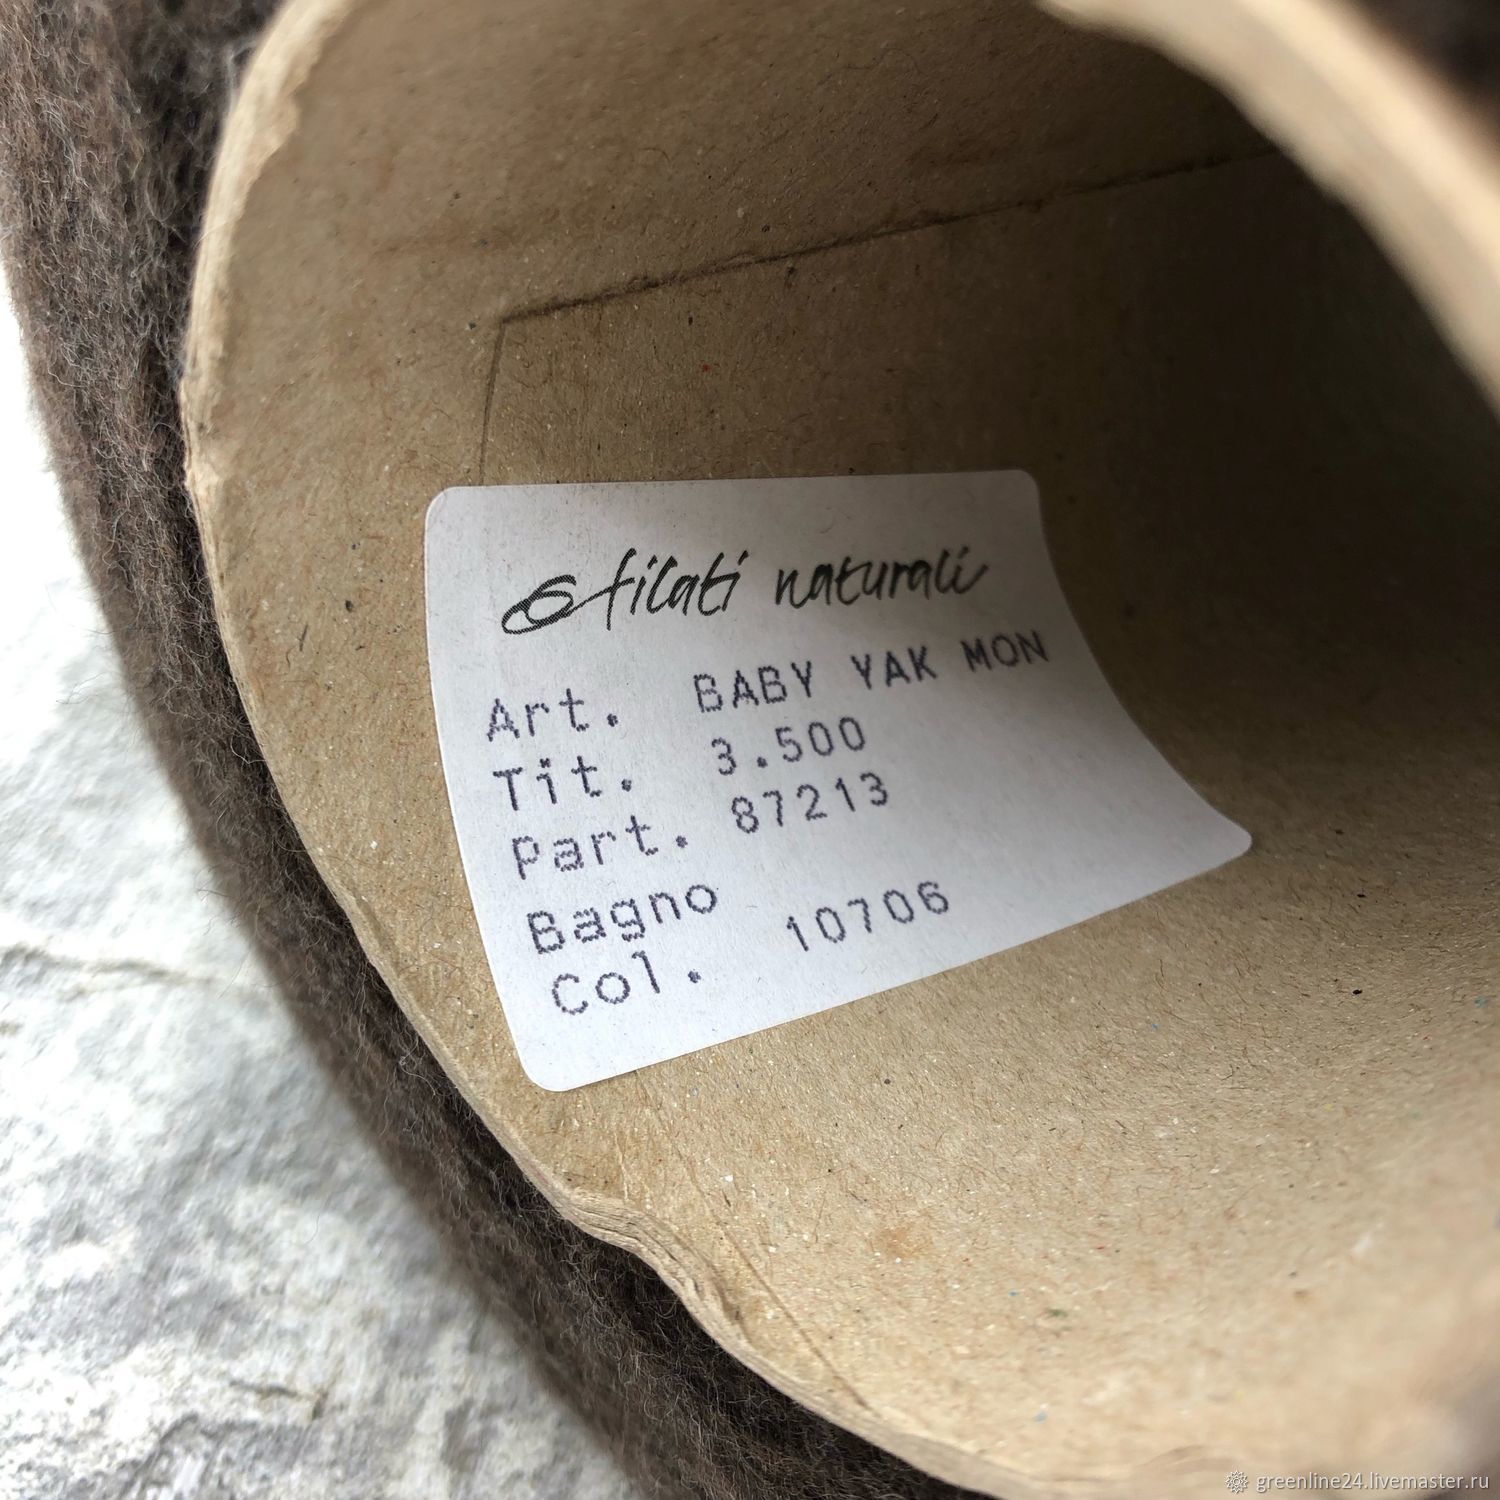 filati naturali
Art. BABY YAK MON
Tit. 3.500
Part. 87213
Bagno
Col. 10706
greenline24.livemaster.ru